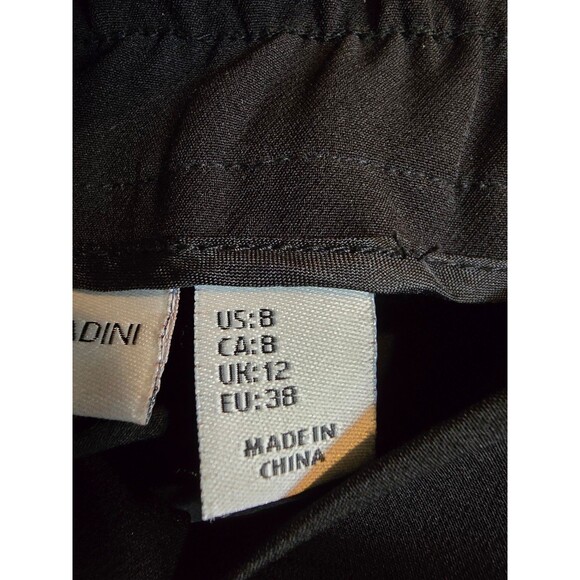 ADINI
US:8
CA:8
UK:12
EU:38
MADE IN
CHINA